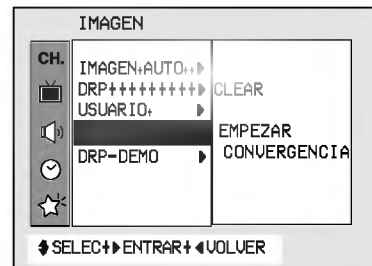 IMAGEN
CH.
IMAGEN₊AUTO₊₊▶
DRP+++++++++▶ CLEAR
USUARIO₊ ▶
EMPEZAR
DRP-DEMO ▶ CONVERGENCIA
♦ SELEC+▶ENTRAR+◀VOLVER